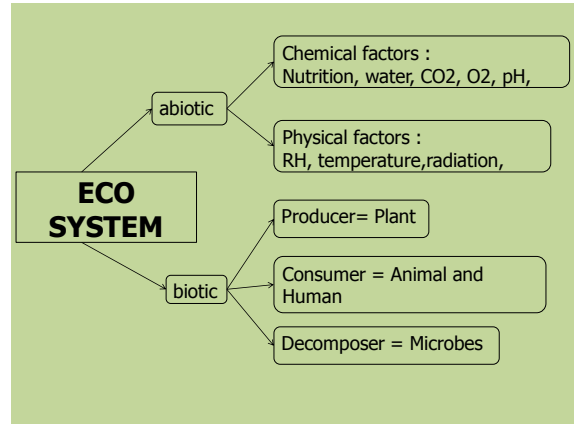 Chemical factors :
Nutrition, water, CO2, O2, pH,
abiotic
Physical factors :
RH, temperature,radiation,
ECO
SYSTEM
Producer= Plant
Consumer = Animal and
Human
biotic
Decomposer = Microbes